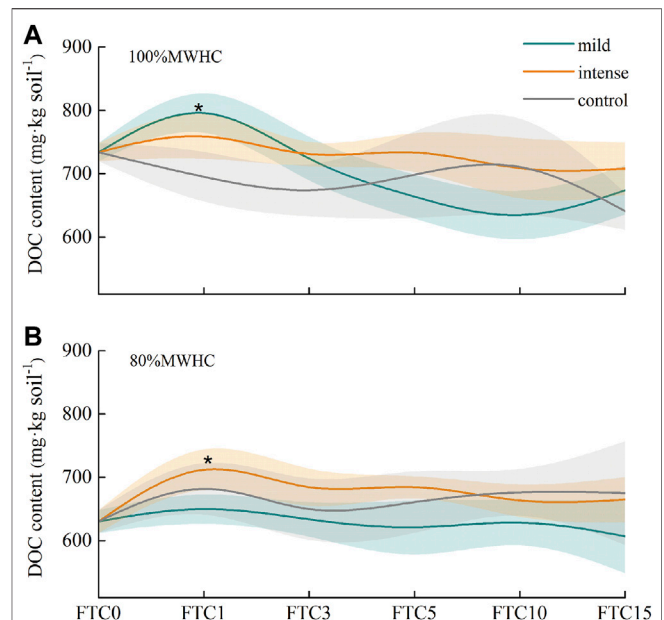 A
100%MWHC
mild
intense
control
*
900
800
700
600
DOC content (mg·kg soil⁻¹)
B
80%MWHC
*
900
800
700
600
DOC content (mg·kg soil⁻¹)
FTC0 FTC1 FTC3 FTC5 FTC10 FTC15